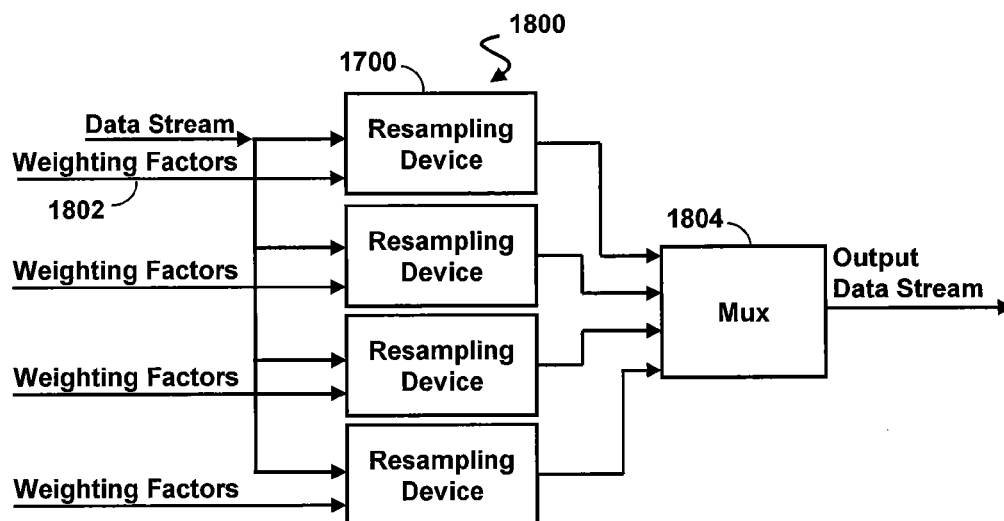 1800
1700
Data Stream
Resampling
Device
Weighting Factors
1802
Resampling
Device
Weighting Factors
1804
Output
Data Stream
Mux
Resampling
Device
Weighting Factors
Resampling
Device
Weighting Factors